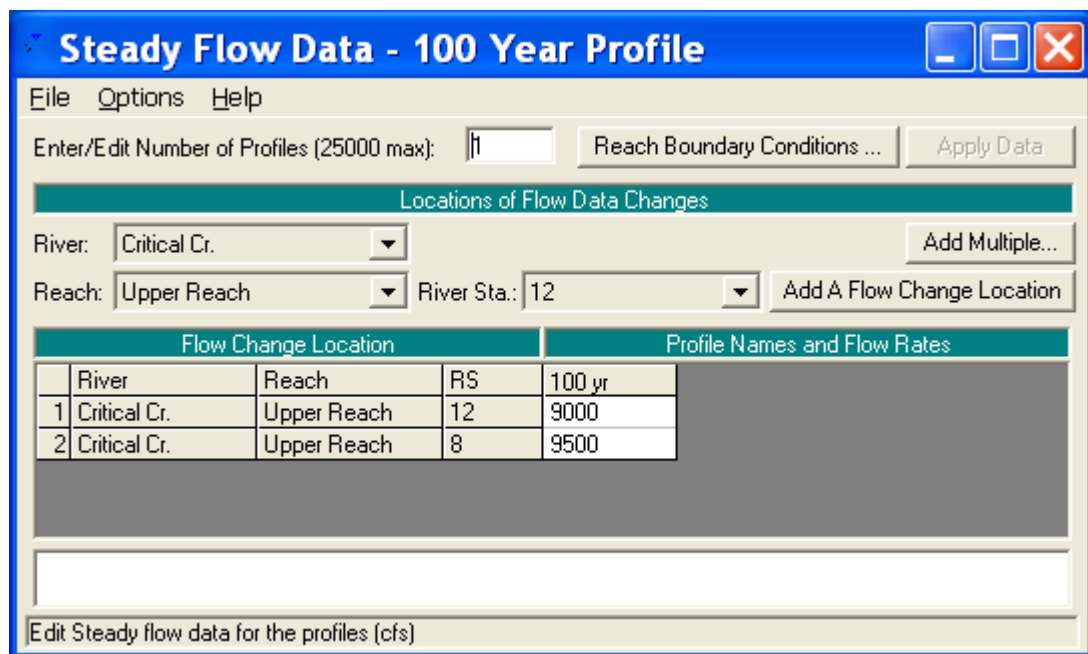 Steady Flow Data - 100 Year Profile
File Options Help
Enter/Edit Number of Profiles (25000 max): 1 Reach Boundary Conditions ... Apply Data
Locations of Flow Data Changes
River: Critical Cr. Add Multiple...
Reach: Upper Reach River Sta.: 12 Add A Flow Change Location
Flow Change Location Profile Names and Flow Rates
River Reach RS 100 yr
1 Critical Cr. Upper Reach 12 9000
2 Critical Cr. Upper Reach 8 9500
Edit Steady flow data for the profiles (cfs)